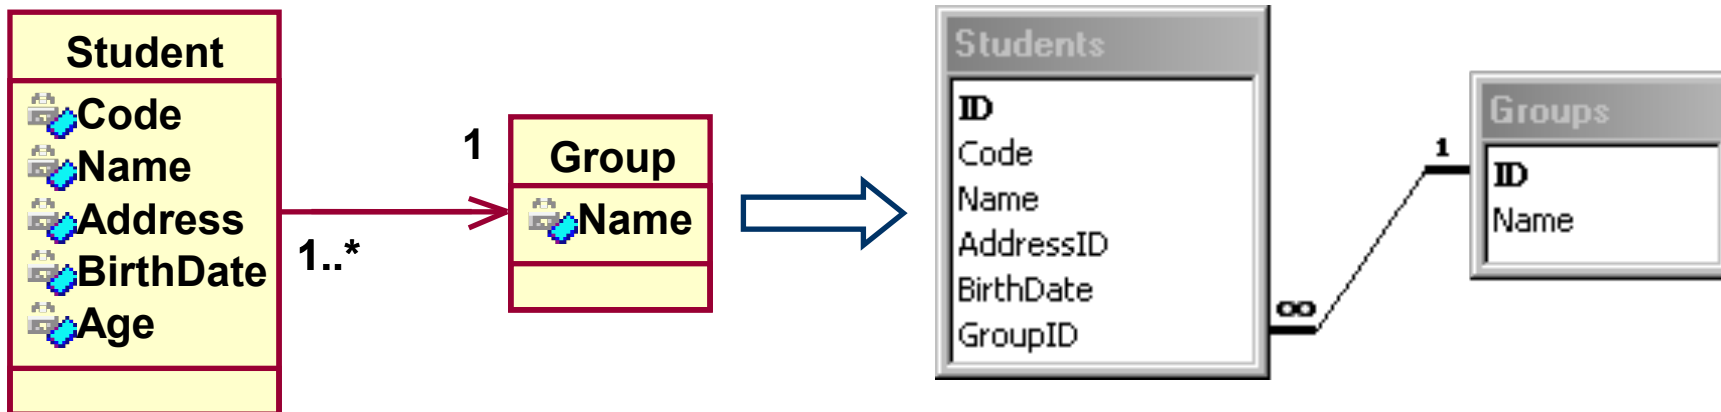 Student
Code
Name
Address
BirthDate
Age
1
1..*
Group
Name
Students
ID
Code
Name
AddressID
BirthDate
GroupID
∞
1
Groups
ID
Name